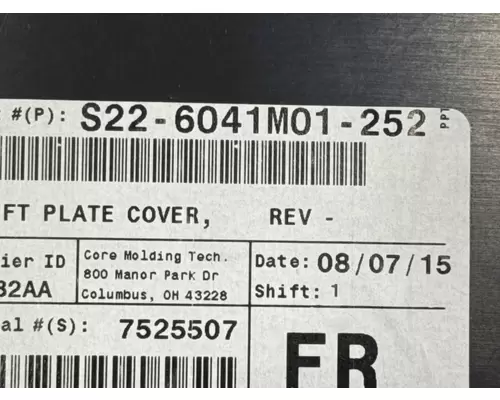 #(P): S22-6041M01-252 PPT
FT PLATE COVER, REV -
ier ID
32AA
Core Molding Tech.
800 Manor Park Dr
Columbus, OH 43228
Date: 08/07/15
Shift: 1
al #(S): 7525507
FR